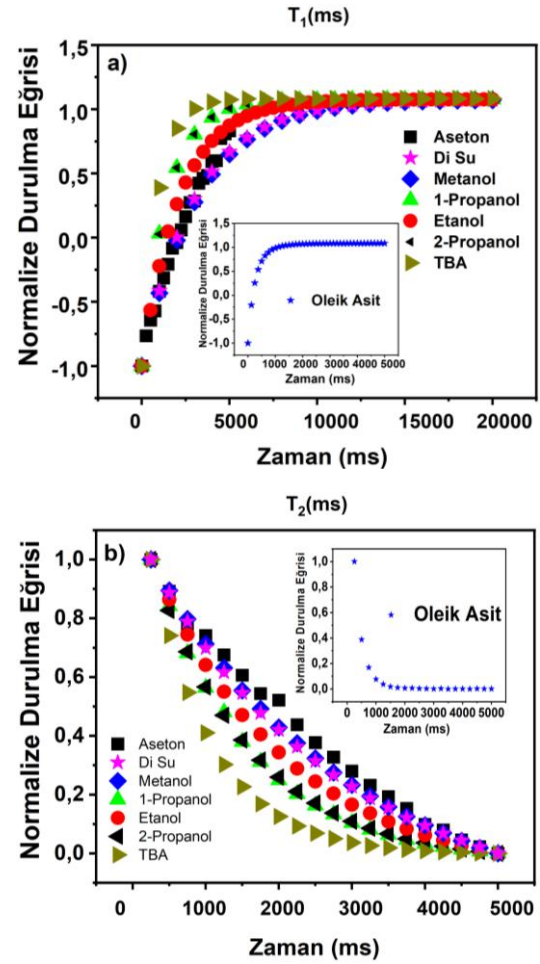 T₁(ms)
a)
Normalize Durulma Eğrisi
1,5
1,0
0,5
0,0
-0,5
-1,0
Aseton
Di Su
Metanol
1-Propanol
Etanol
2-Propanol
TBA
Normalize Durulma Eğrisi
1,5
1,0
0,5
0,0
-0,5
-1,0
Oleik Asit
0 1000 2000 3000 4000 5000
Zaman (ms)
0 5000 10000 15000 20000
Zaman (ms)
T₂(ms)
b)
Normalize Durulma Eğrisi
1,0
0,8
0,6
0,4
0,2
0,0
Normalize Durulma Eğrisi
1,0
0,8
0,6
0,4
0,2
0,0
Oleik Asit
0 1000 2000 3000 4000 5000
Zaman (ms)
Aseton
Di Su
Metanol
1-Propanol
Etanol
2-Propanol
TBA
0 1000 2000 3000 4000 5000
Zaman (ms)